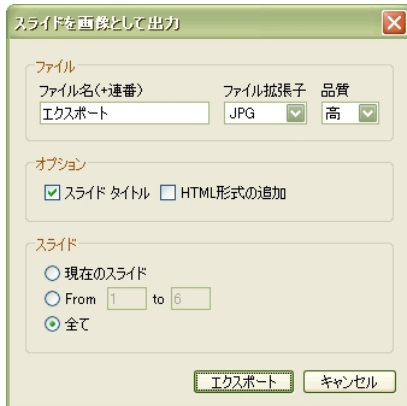 スライドを画像として出力
ファイル
ファイル名(+連番) ファイル拡張子 品質
エクスポート JPG 高
オプション
スライド タイトル HTML形式の追加
スライド
現在のスライド
From 1 to 6
全て
エクスポート キャンセル